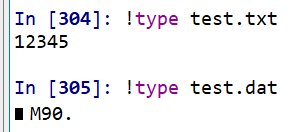 In [304]: !type test.txt
12345
In [305]: !type test.dat
∎ M90.